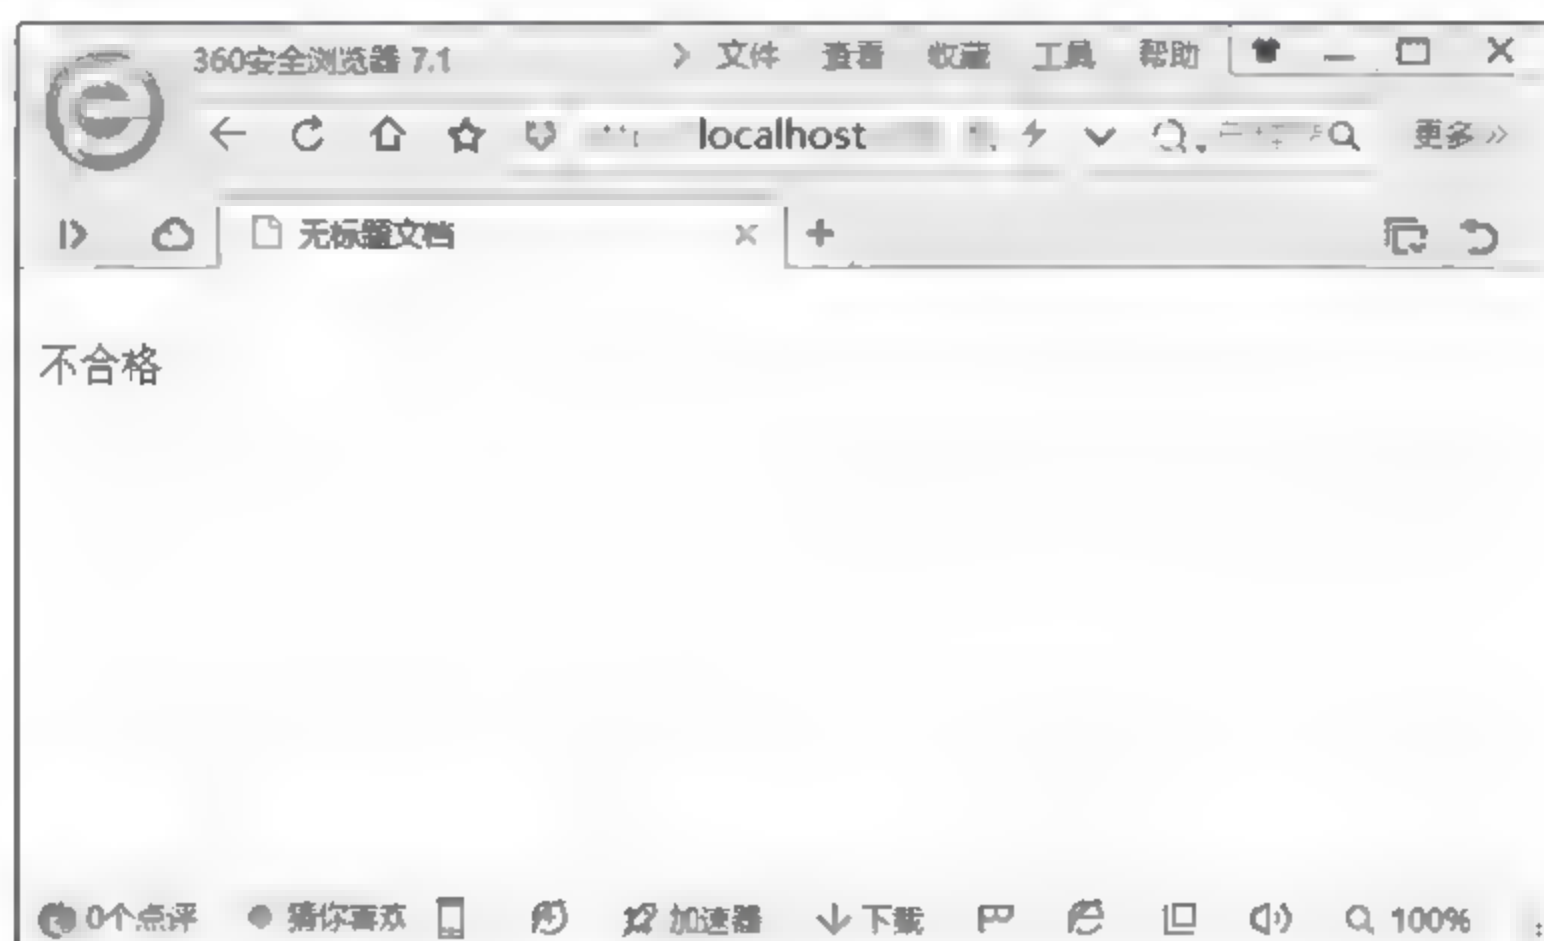 360安全浏览器 7.1 文件 查看 收藏 工具 帮助
localhost 更多
无标题文档
不合格
0个点评 猜你喜欢 加速器 下载 100%